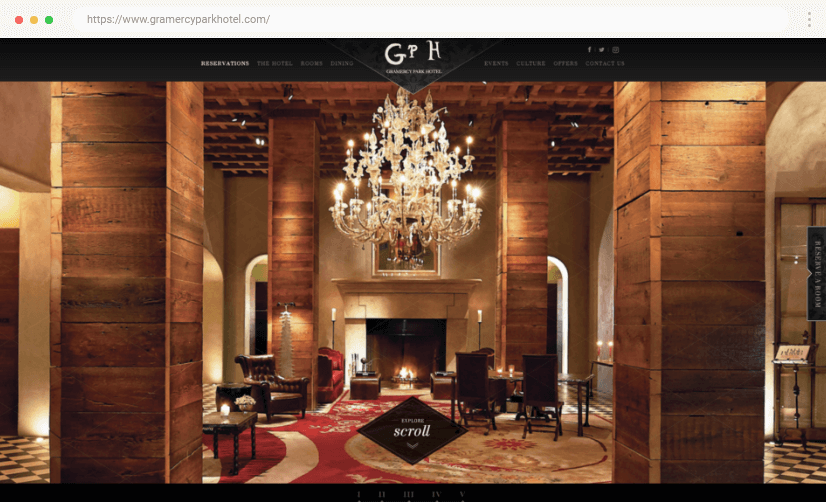 https://www.gramercyparkhotel.com/
GPH
GRAMERCY PARK HOTEL
RESERVATIONS THE HOTEL ROOMS DINING EVENTS CULTURE OFFERS CONTACT US
RESERVE A ROOM
EXPLORE
scroll
I II III IV V